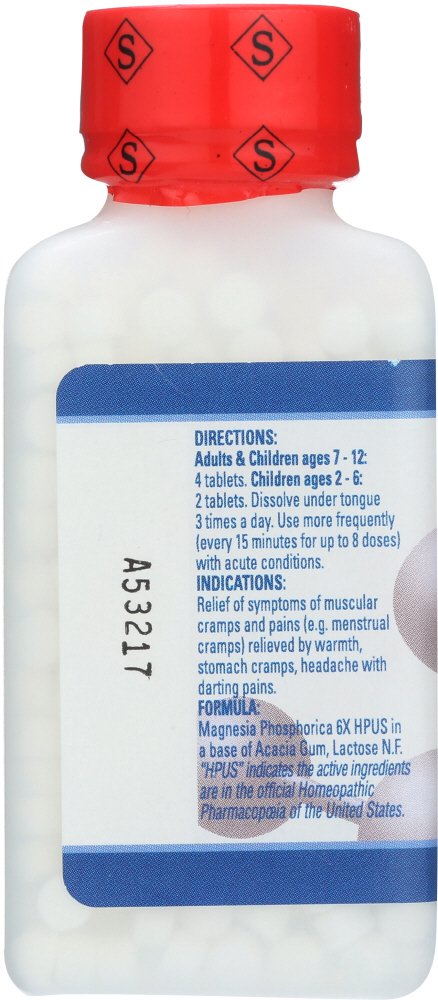 S
S
S
S
DIRECTIONS:
Adults & Children ages 7 - 12:
4 tablets. Children ages 2 - 6:
2 tablets. Dissolve under tongue
3 times a day. Use more frequently
(every 15 minutes for up to 8 doses)
with acute conditions.
INDICATIONS:
Relief of symptoms of muscular
cramps and pains (e.g. menstrual
cramps) relieved by warmth,
stomach cramps, headache with
darting pains.
FORMULA:
Magnesia Phosphorica 6X HPUS in
a base of Acacia Gum, Lactose N.F.
"HPUS" indicates the active ingredients
are in the official Homeopathic
Pharmacopœia of the United States.
A53217